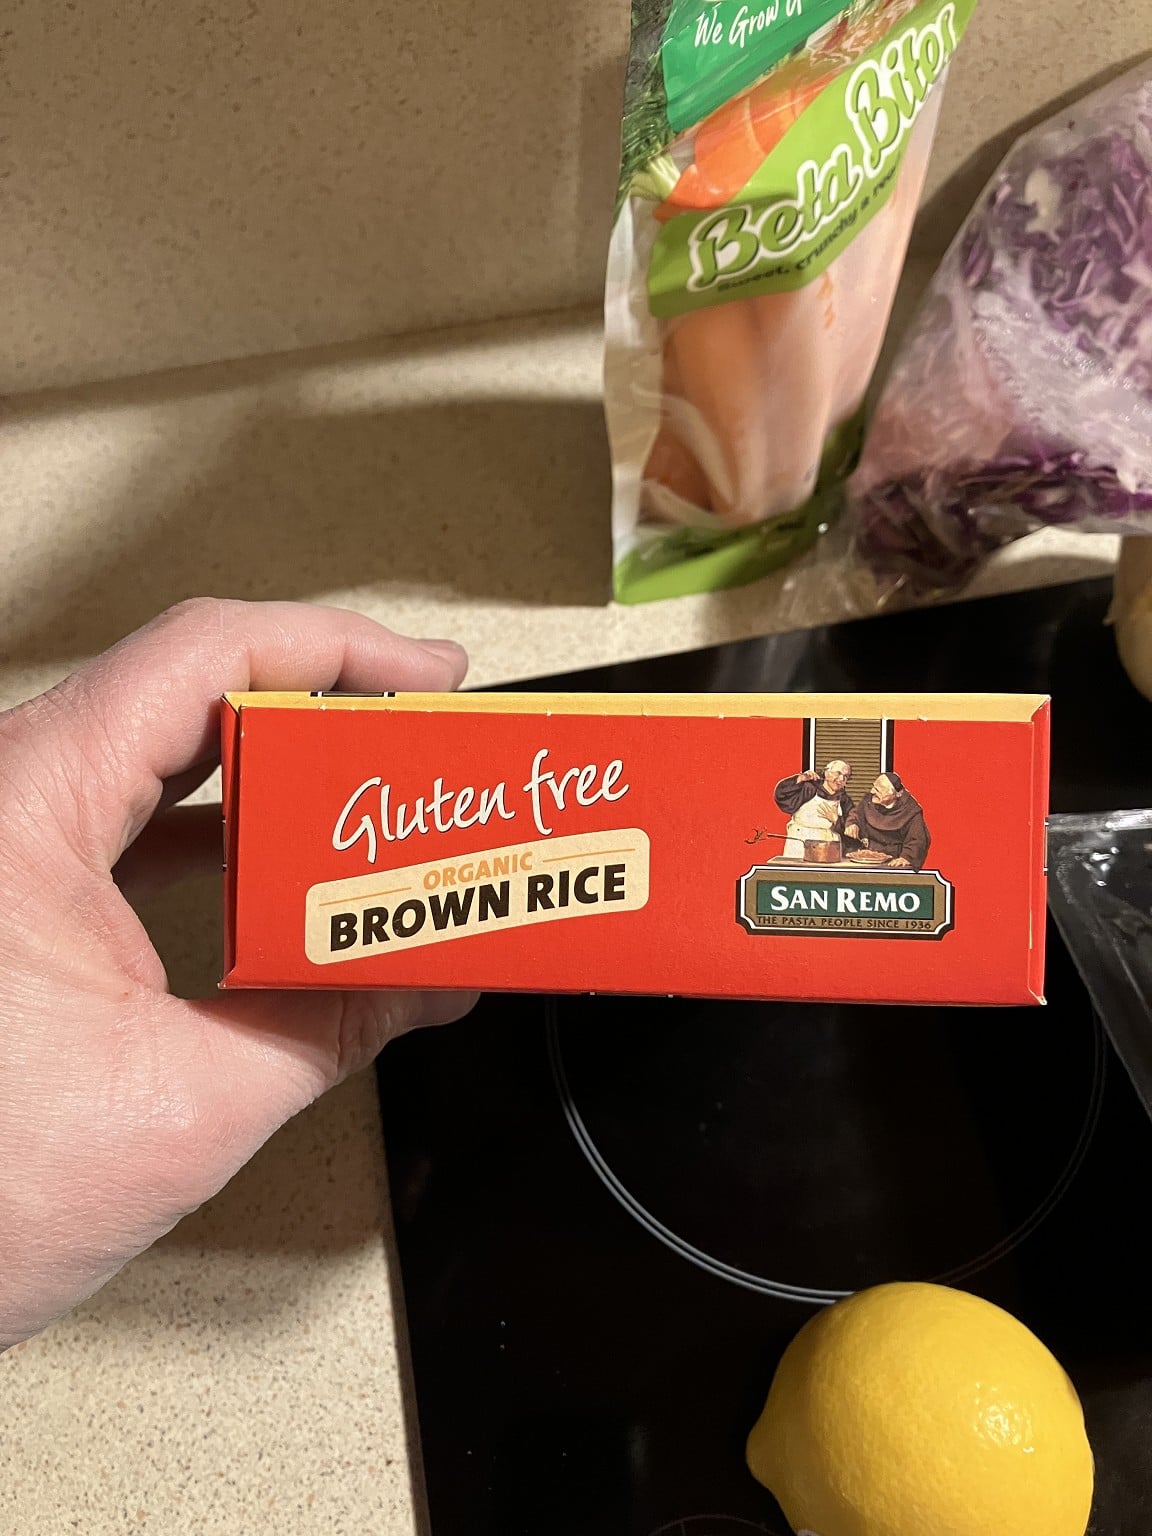 We Grow
Beta Bites
Sweet, crunchy &
Gluten free
ORGANIC
BROWN RICE
SAN REMO
THE PASTA PEOPLE SINCE 1936